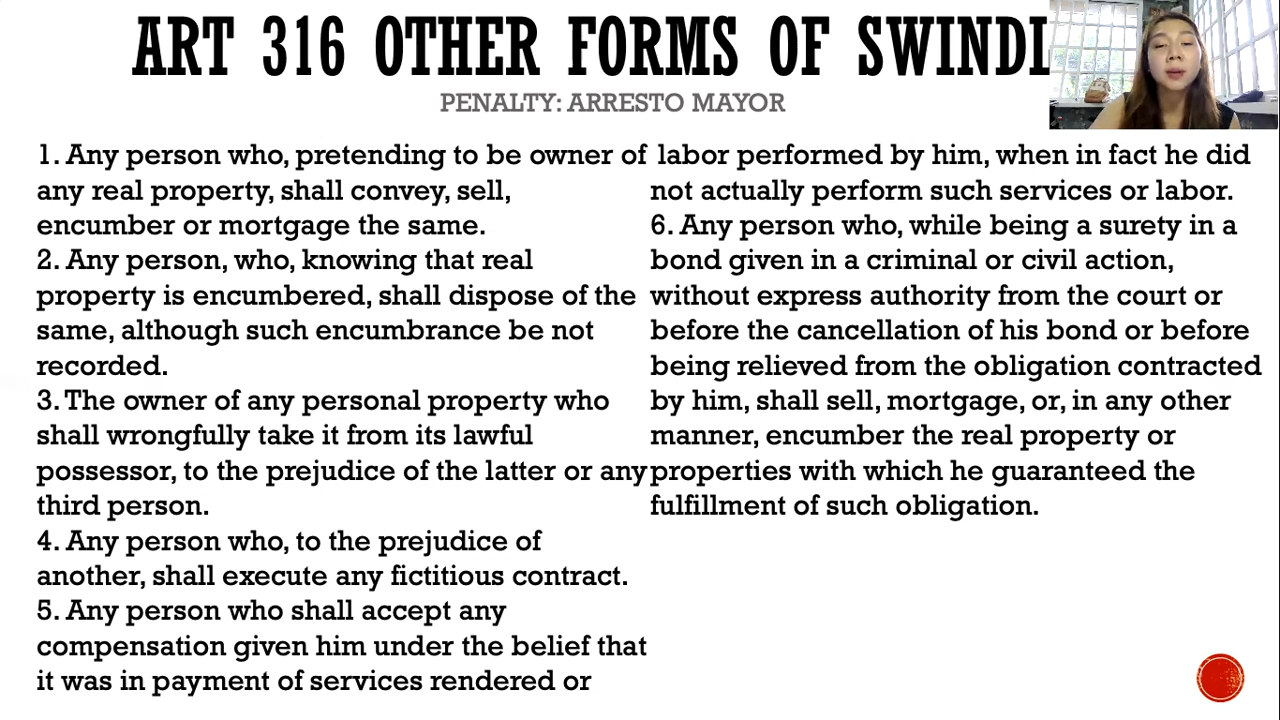 ART 316 OTHER FORMS OF SWINDL
PENALTY: ARRESTO MAYOR
1. Any person who, pretending to be owner of
any real property, shall convey, sell,
encumber or mortgage the same.
2. Any person, who, knowing that real
property is encumbered, shall dispose of the
same, although such encumbrance be not
recorded.
3. The owner of any personal property who
shall wrongfully take it from its lawful
possessor, to the prejudice of the latter or any
third person.
4. Any person who, to the prejudice of
another, shall execute any fictitious contract.
5. Any person who shall accept any
compensation given him under the belief that
it was in payment of services rendered or
labor performed by him, when in fact he did
not actually perform such services or labor.
6. Any person who, while being a surety in a
bond given in a criminal or civil action,
without express authority from the court or
before the cancellation of his bond or before
being relieved from the obligation contracted
by him, shall sell, mortgage, or, in any other
manner, encumber the real property or
properties with which he guaranteed the
fulfillment of such obligation.